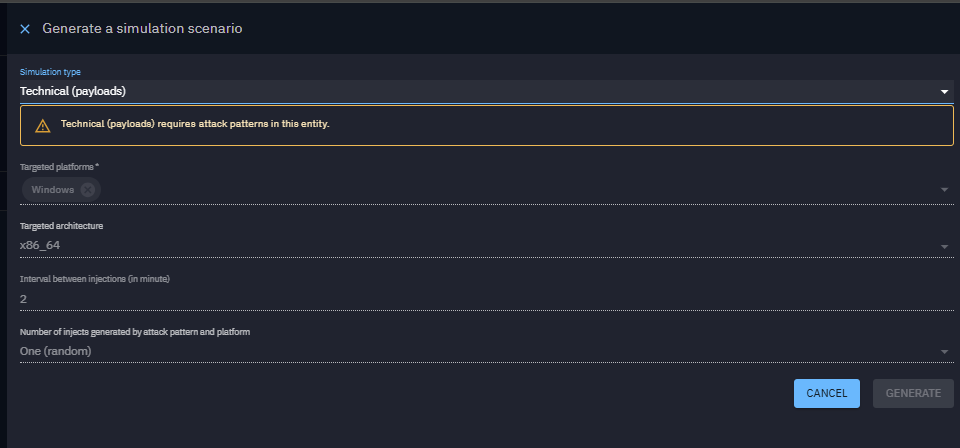 Generate a simulation scenario
Simulation type
Technical (payloads)
Technical (payloads) requires attack patterns in this entity.
Targeted platforms *
Windows
Targeted architecture
x86_64
Interval between injections (in minute)
2
Number of injects generated by attack pattern and platform
One (random)
CANCEL GENERATE